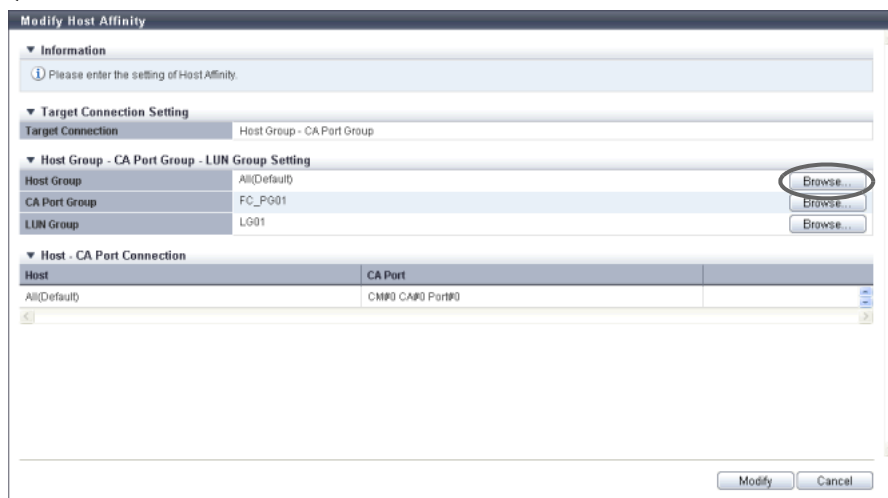 Modify Host Affinity
Information
Please enter the setting of Host Affinity.
Target Connection Setting
Target Connection Host Group - CA Port Group
Host Group - CA Port Group - LUN Group Setting
Host Group All(Default) Browse...
CA Port Group FC_PG01 Browse...
LUN Group LG01 Browse...
Host - CA Port Connection
Host CA Port
All(Default) CM#0 CA#0 Port#0
Modify Cancel